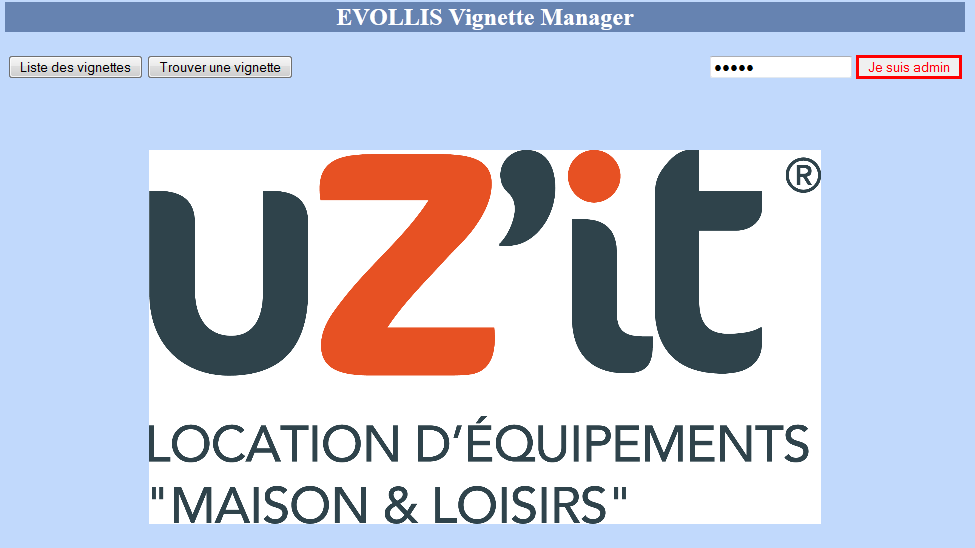 EVOLLIS Vignette Manager
Liste des vignettes Trouver une vignette ••••• Je suis admin
uZ'it ®
LOCATION D'ÉQUIPEMENTS
"MAISON & LOISIRS"